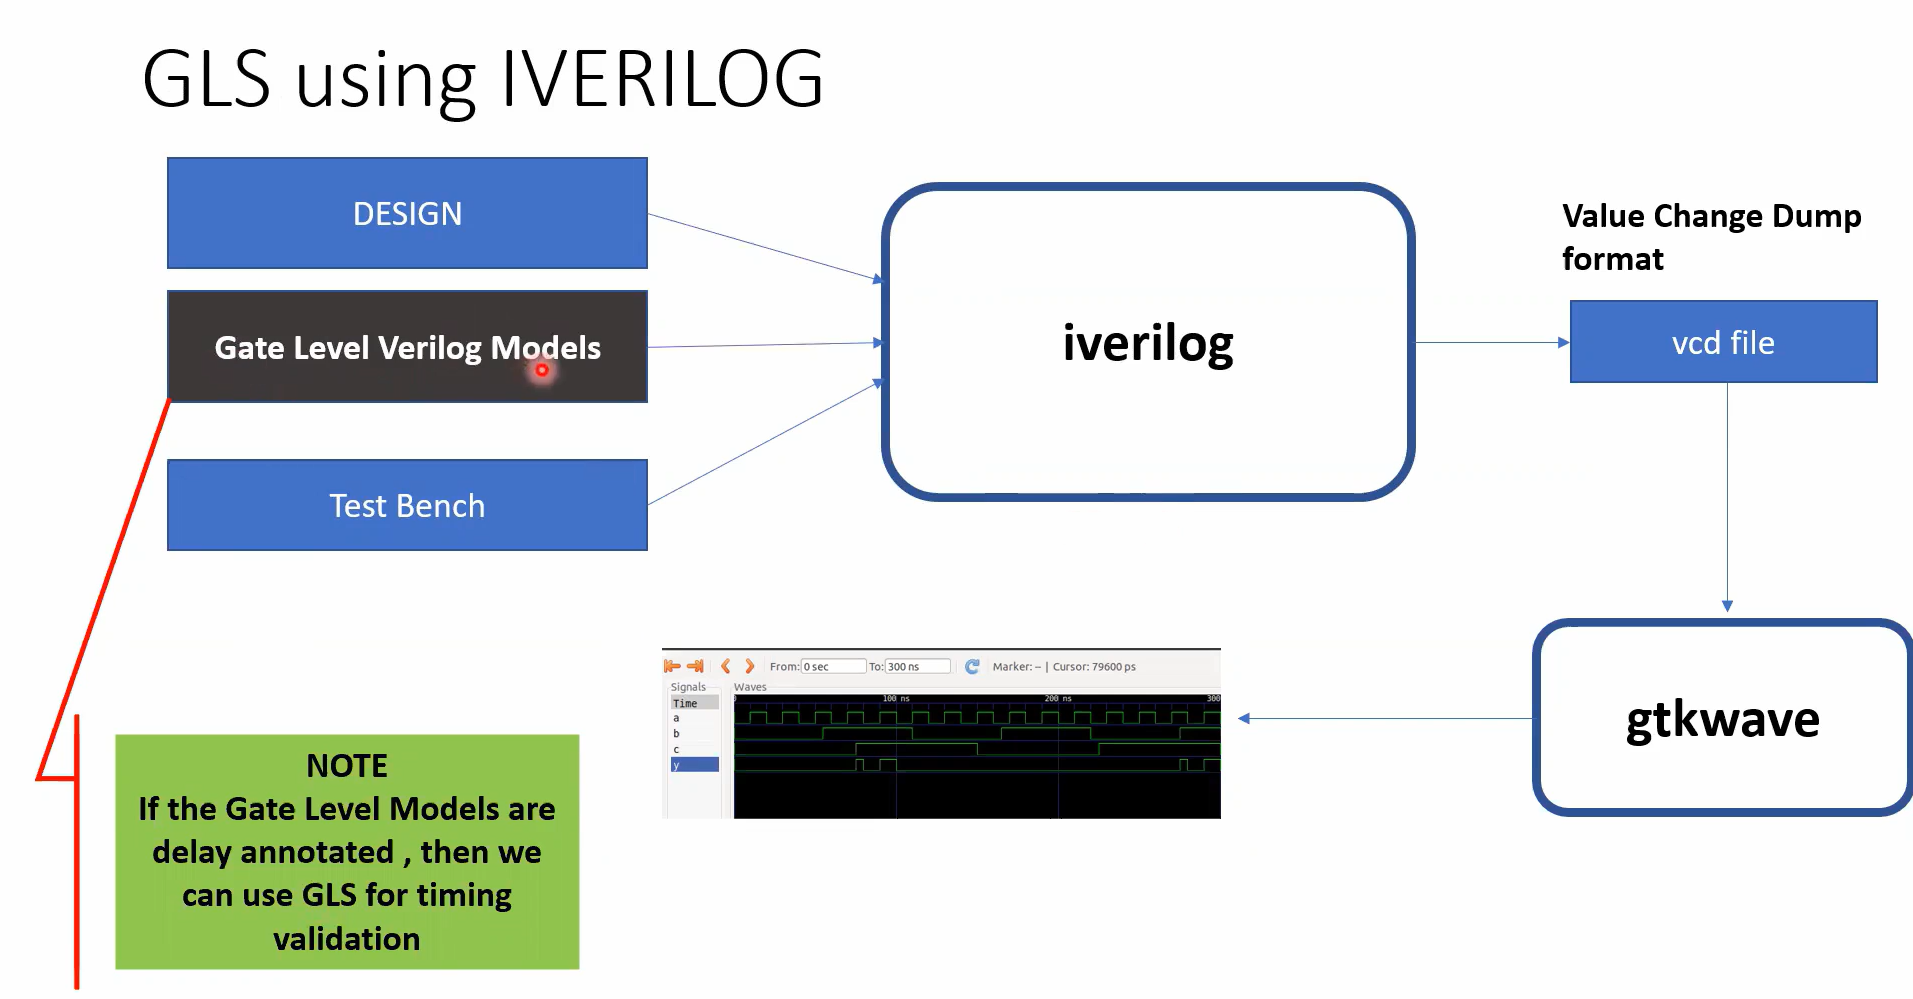 GLS using IVERILOG
DESIGN
Gate Level Verilog Models
Test Bench
iverilog
Value Change Dump
format
vcd file
gtkwave
From: 0 sec To: 300 ns Marker: -- | Cursor: 79600 ps
Signals Waves
Time
100 ns 200 ns 300
a
b
c
y
NOTE
If the Gate Level Models are
delay annotated , then we
can use GLS for timing
validation